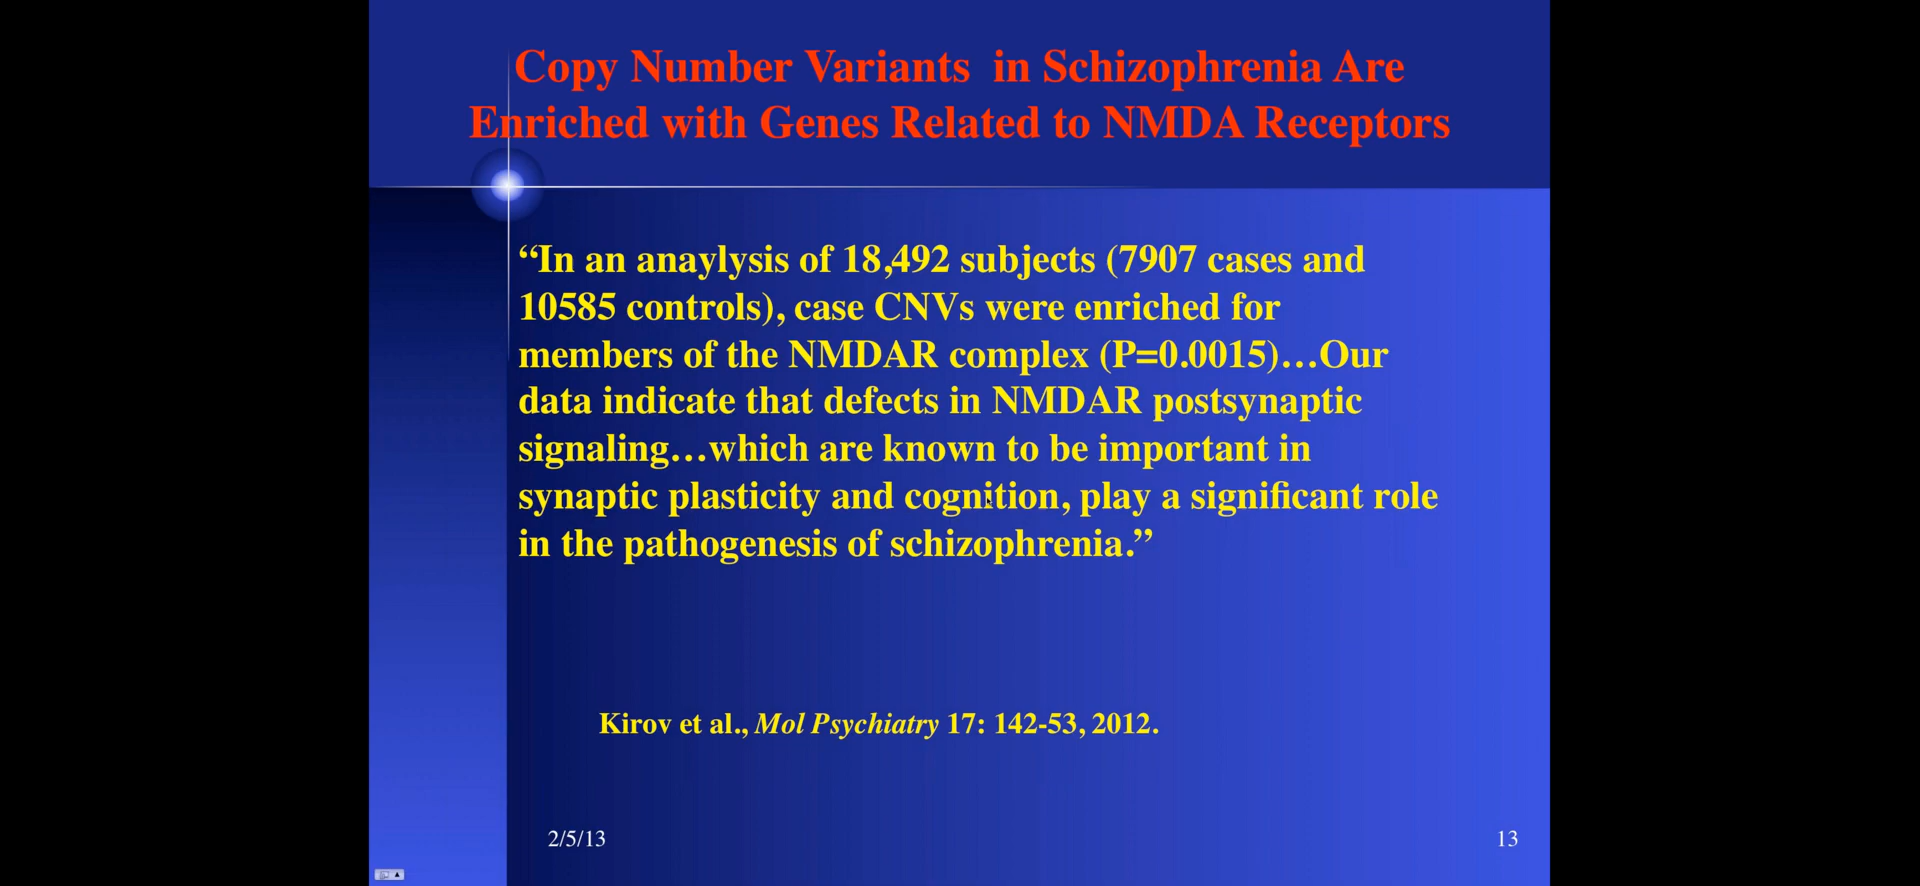 Copy Number Variants in Schizophrenia Are
Enriched with Genes Related to NMDA Receptors
“In an anaylysis of 18,492 subjects (7907 cases and
10585 controls), case CNVs were enriched for
members of the NMDAR complex (P=0.0015)…Our
data indicate that defects in NMDAR postsynaptic
signaling…which are known to be important in
synaptic plasticity and cognition, play a significant role
in the pathogenesis of schizophrenia.”
Kirov et al., Mol Psychiatry 17: 142-53, 2012.
2/5/13
13